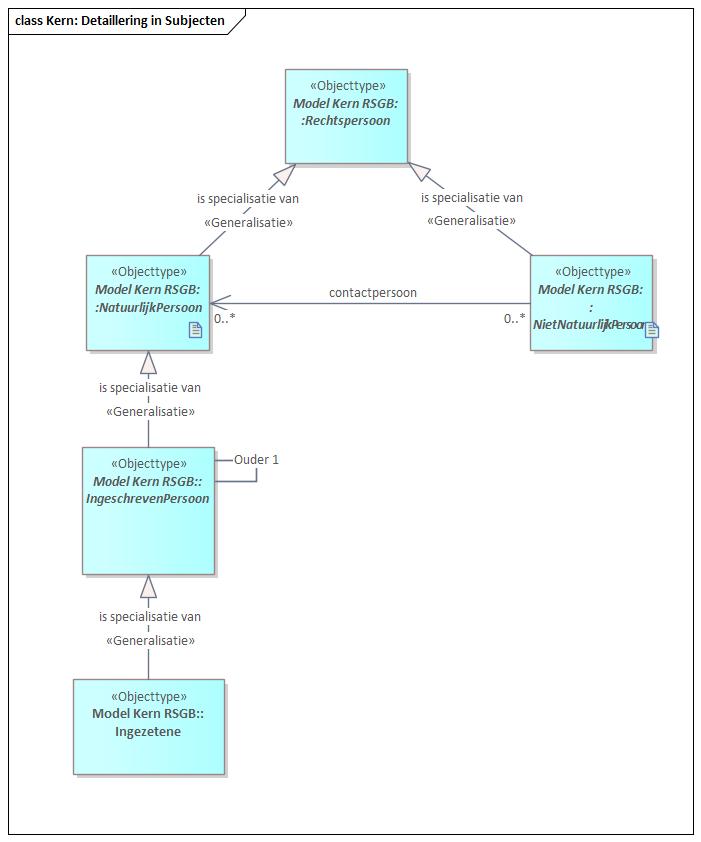 class Kern: Detaillering in Subjecten
«Objecttype»
Model Kern RSGB:
:Rechtspersoon
is specialisatie van
«Generalisatie»
is specialisatie van
«Generalisatie»
«Objecttype»
Model Kern RSGB:
:NatuurlijkPersoon
contactpersoon
0..*
0..*
«Objecttype»
Model Kern RSGB:
:
NietNatuurlijkPersoon
is specialisatie van
«Generalisatie»
«Objecttype»
Model Kern RSGB::
IngeschrevenPersoon
Ouder 1
is specialisatie van
«Generalisatie»
«Objecttype»
Model Kern RSGB::
Ingezetene